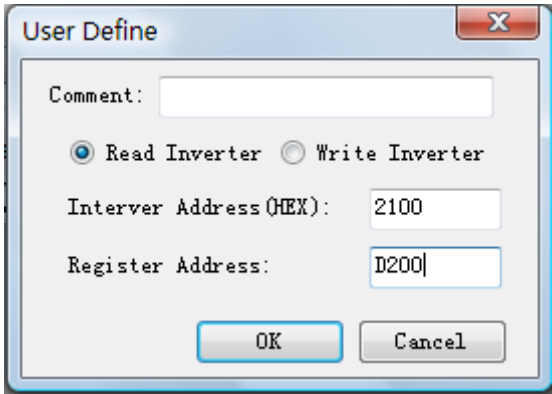 User Define
Comment:
Read Inverter Write Inverter
Interver Address(HEX): 2100
Register Address: D200
OK Cancel